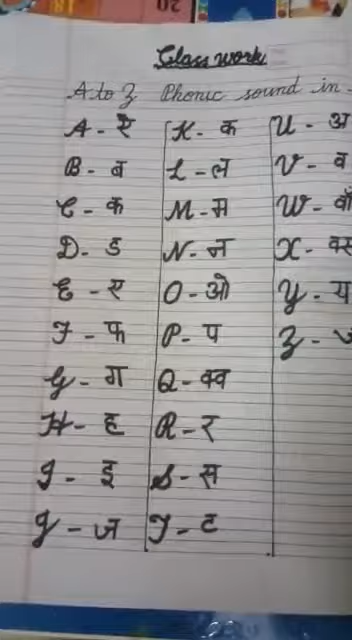 Class work
A to Z Phonic sound in
A - ऐ
B - ब
C - क
D - ड
E - ए
F - फ
G - ग
H - ह
I - इ
J - ज
K - क
L - ल
M - म
N - न
O - ओ
P - प
Q - क्व
R - र
S - स
T - ट
U - अ
V - व
W - वॉ
X - क्स
Y - य
Z -